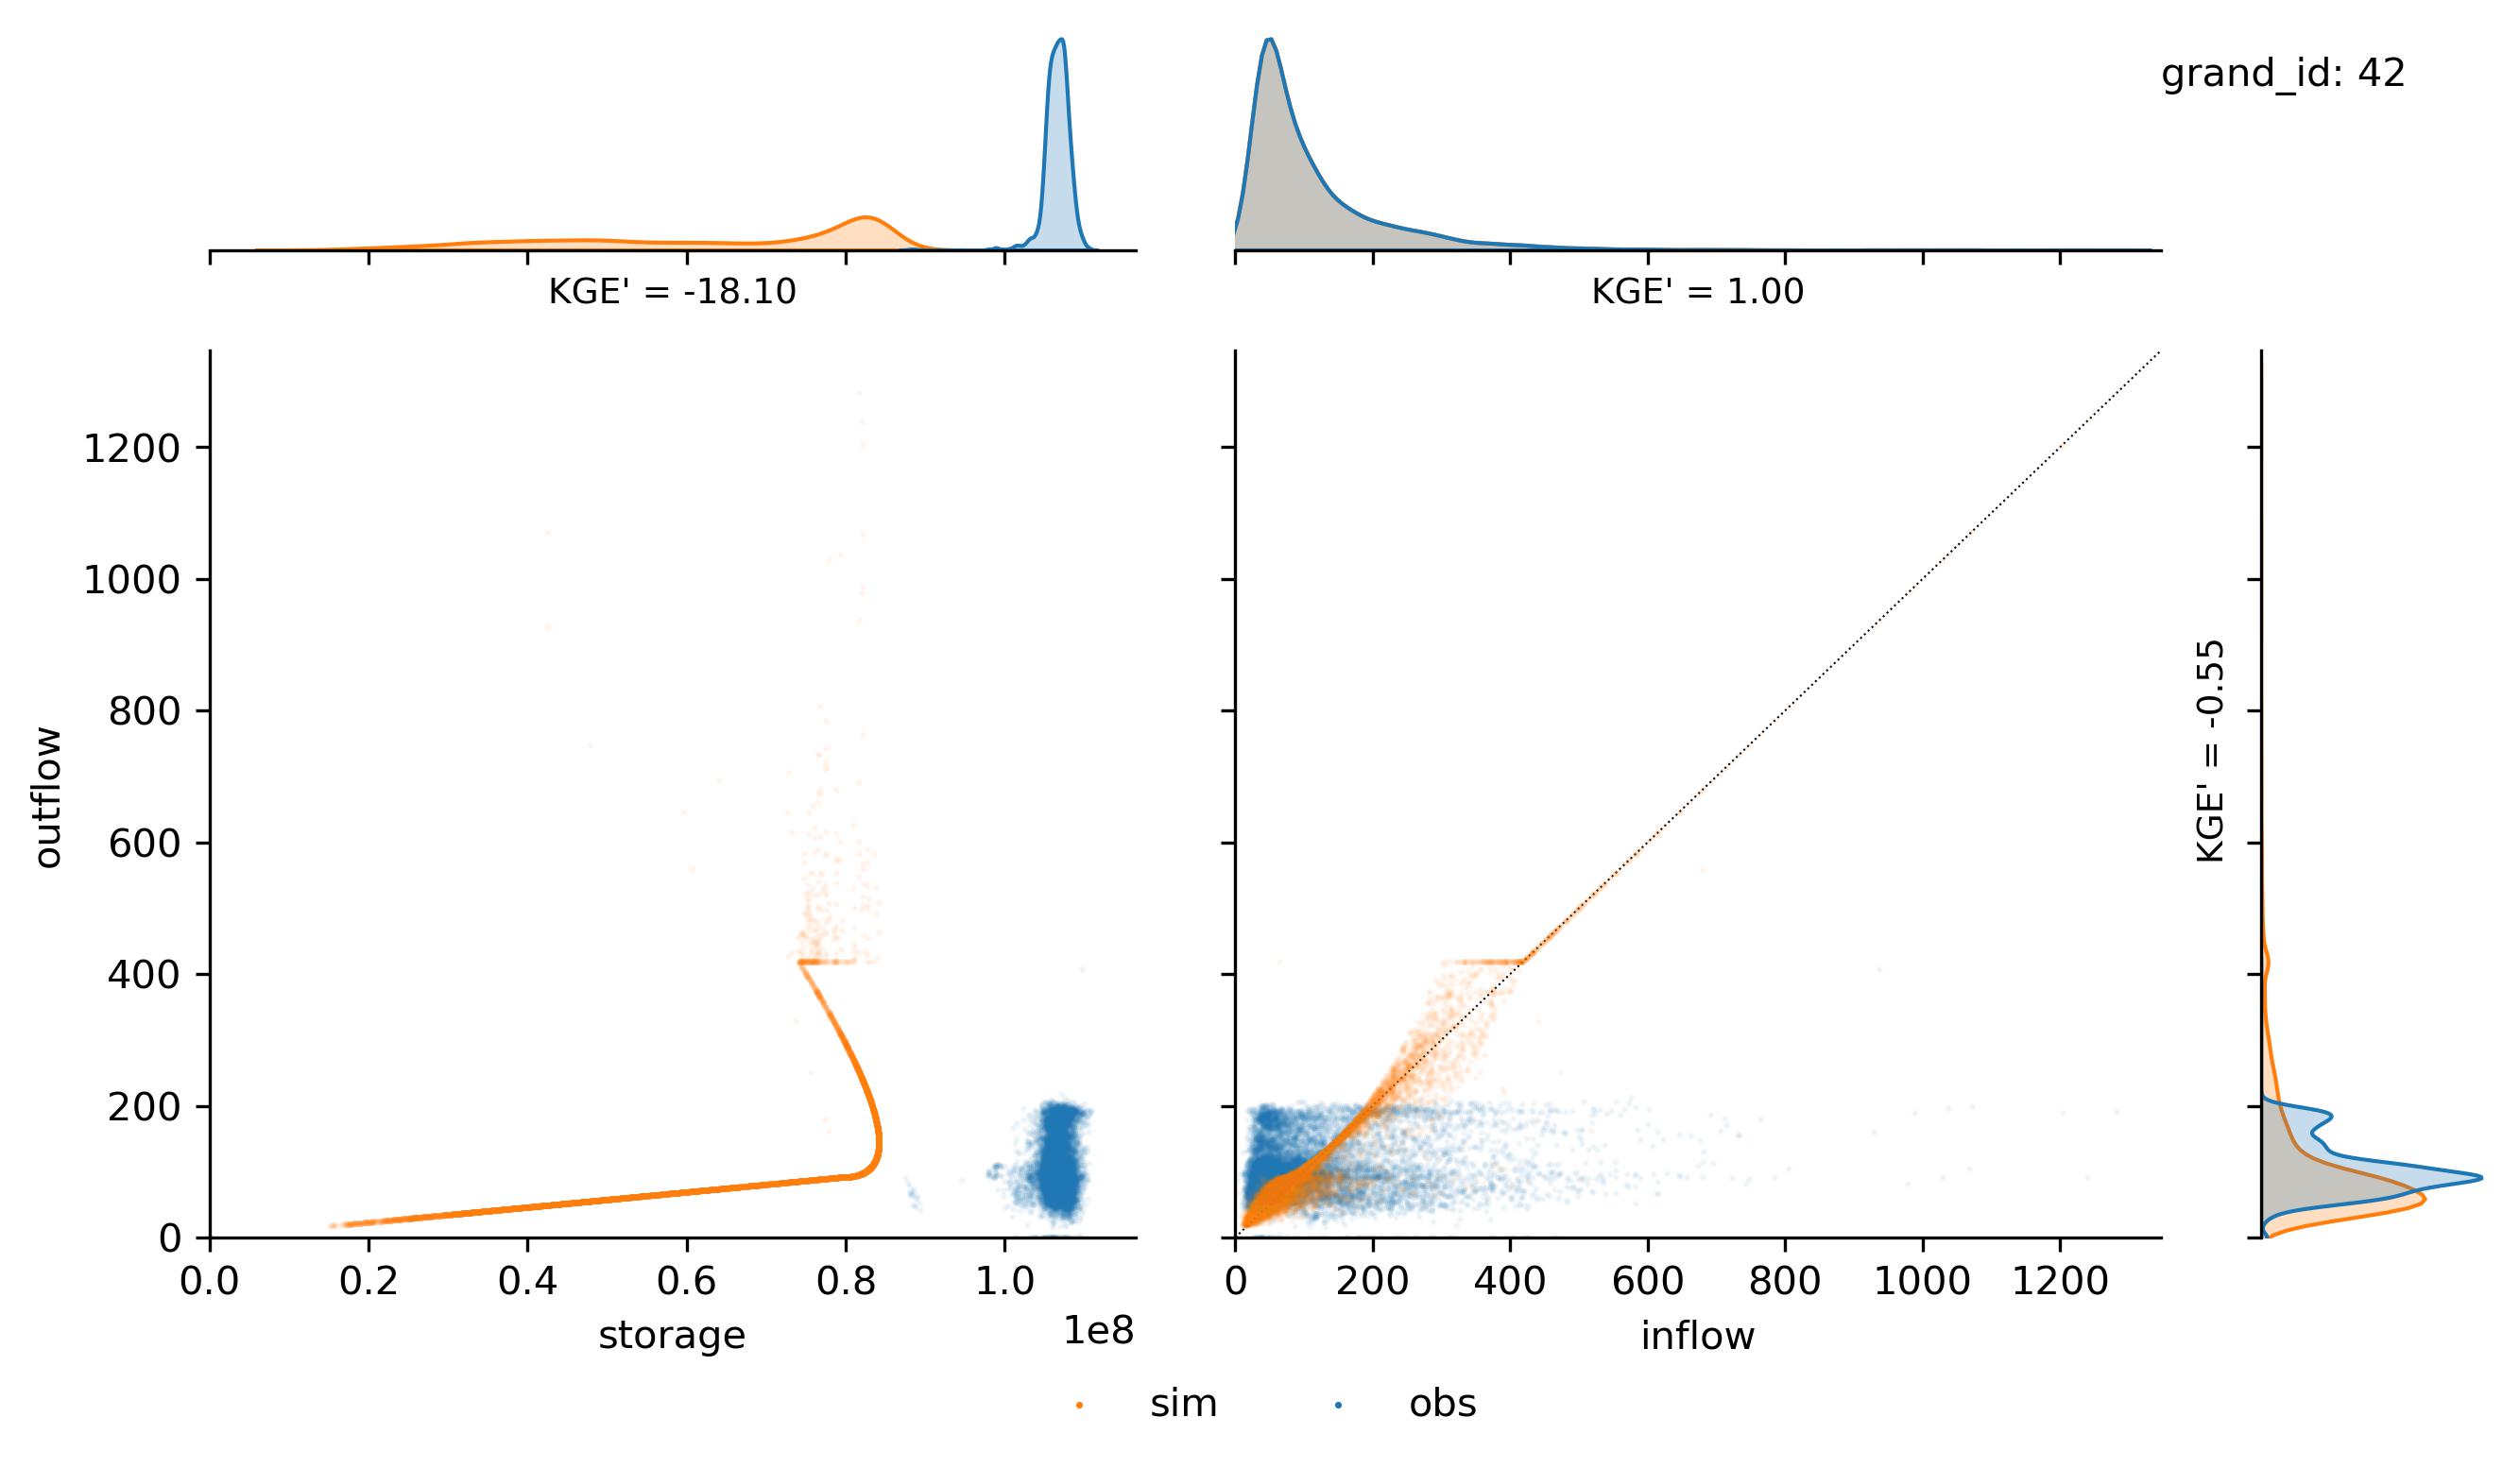 grand_id: 42
KGE' = -18.10
KGE' = 1.00
outflow
1200
1000
800
600
400
200
0
KGE' = -0.55
0.0 0.2 0.4 0.6 0.8 1.0
1e8
storage
0 200 400 600 800 1000 1200
inflow
sim obs